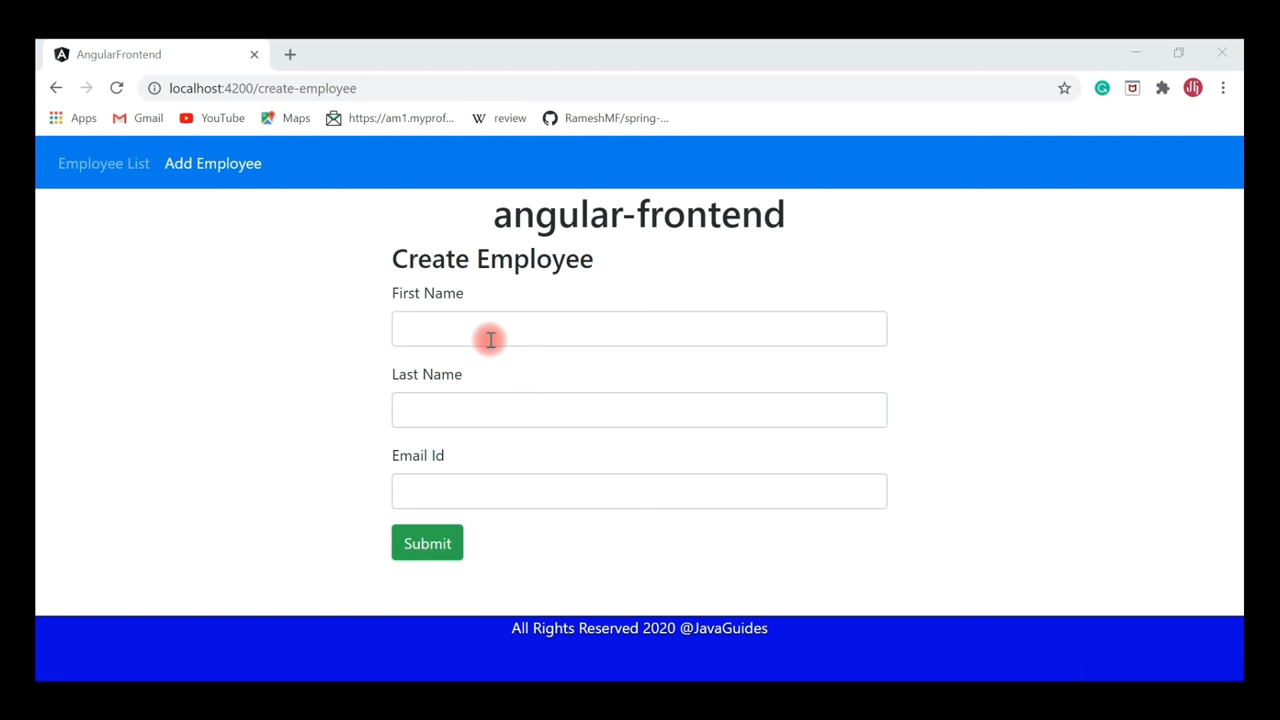 AngularFrontend
localhost:4200/create-employee
Apps Gmail YouTube Maps https://am1.myprof... review RameshMF/spring-...
Employee List Add Employee
angular-frontend
Create Employee
First Name
Last Name
Email Id
Submit
All Rights Reserved 2020 @JavaGuides